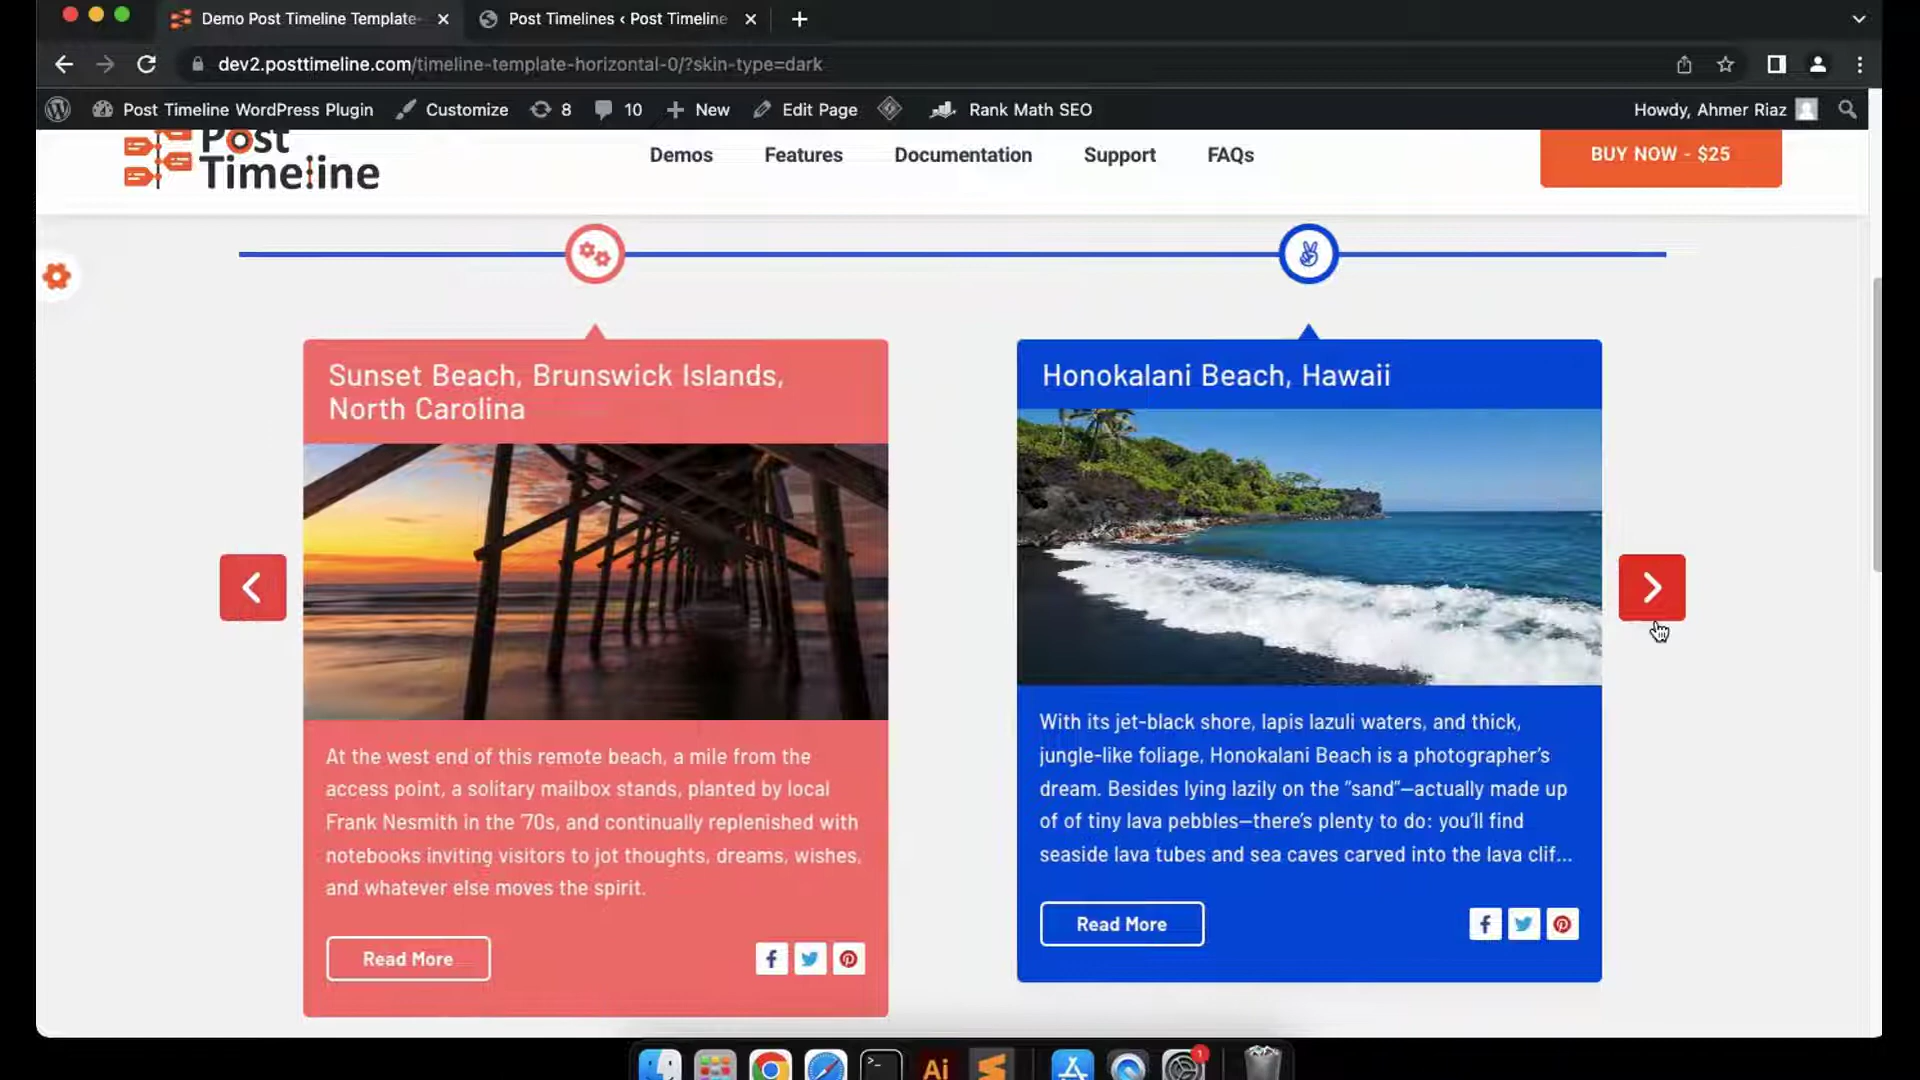 Demo Post Timeline Template
Post Timelines ‹ Post Timeline
dev2.posttimeline.com/timeline-template-horizontal-0/?skin-type=dark
Post Timeline WordPress Plugin
Customize
8
10
New
Edit Page
Rank Math SEO
Howdy, Ahmer Riaz
Post
Timeline
Demos
Features
Documentation
Support
FAQs
BUY NOW - $25
Sunset Beach, Brunswick Islands,
North Carolina
At the west end of this remote beach, a mile from the
access point, a solitary mailbox stands, planted by local
Frank Nesmith in the ’70s, and continually replenished with
notebooks inviting visitors to jot thoughts, dreams, wishes,
and whatever else moves the spirit.
Read More
Honokalani Beach, Hawaii
With its jet-black shore, lapis lazuli waters, and thick,
jungle-like foliage, Honokalani Beach is a photographer’s
dream. Besides lying lazily on the “sand”—actually made up
of of tiny lava pebbles—there’s plenty to do: you’ll find
seaside lava tubes and sea caves carved into the lava clif...
Read More
Ai
1